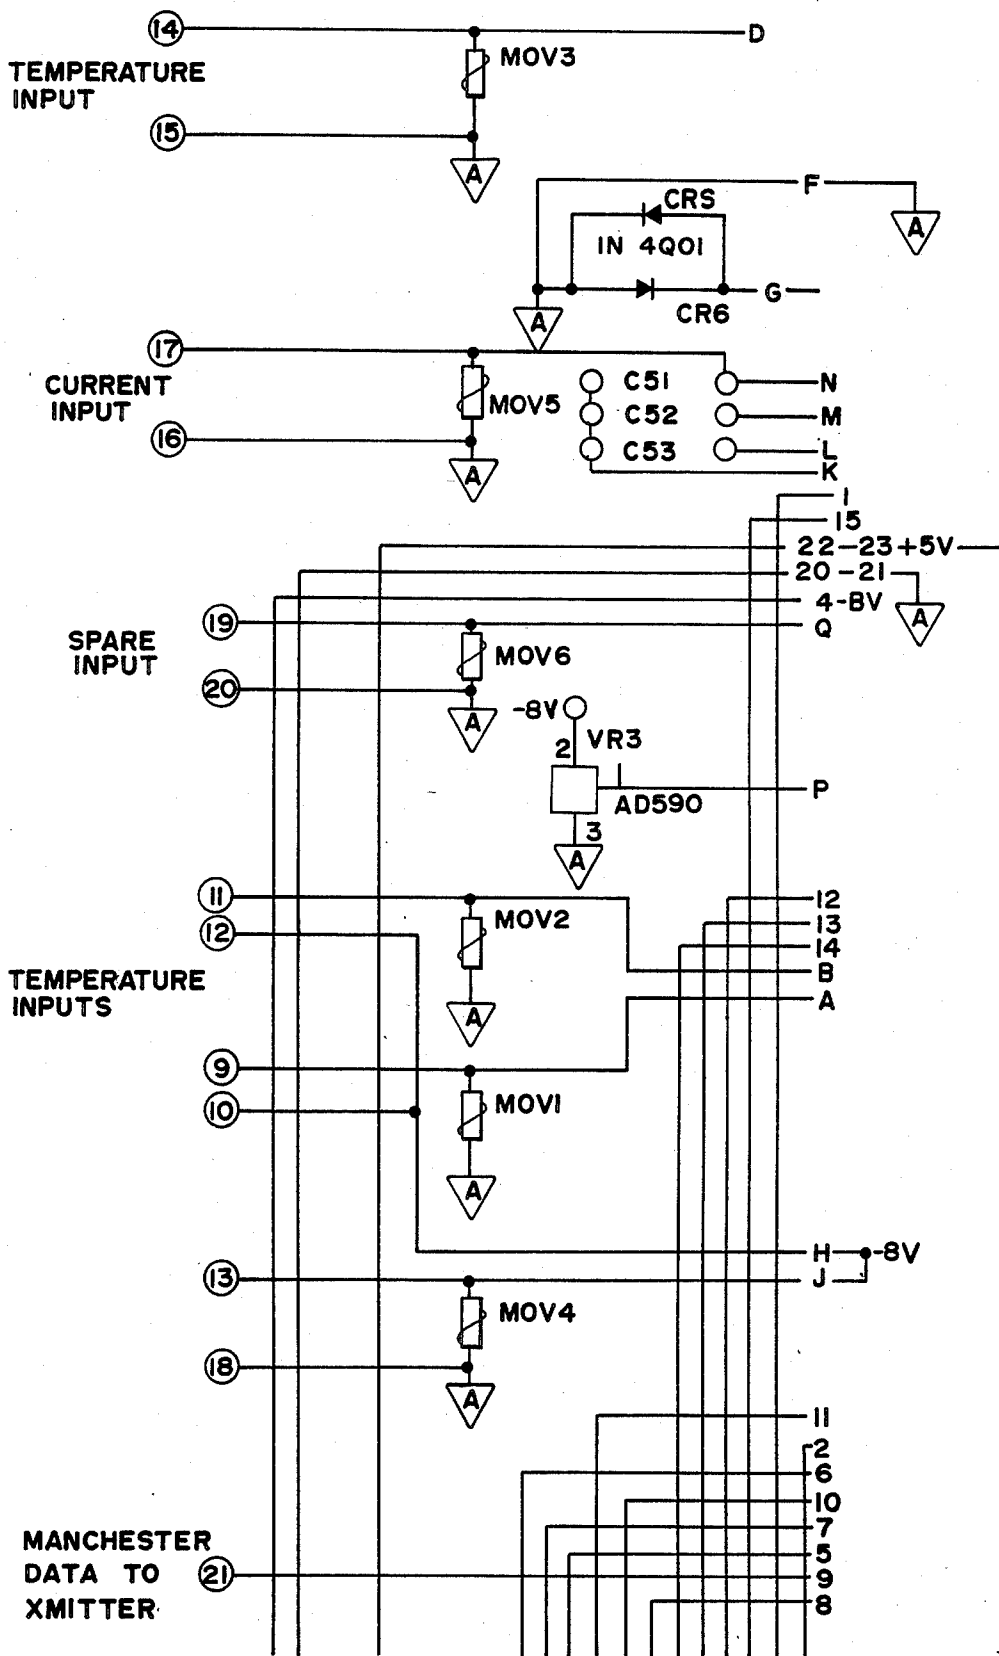 14
D
MOV3
TEMPERATURE
INPUT
15
A
F
CRS
A
IN 4Q01
G
CR6
A
17
CURRENT
INPUT
MOV5
C51
N
C52
M
16
C53
L
K
A
1
15
22-23+5V
20-21
4-BV
A
19
Q
SPARE
INPUT
MOV6
20
A
-8V
2
VR3
1
P
AD590
3
A
11
12
MOV2
13
12
14
B
TEMPERATURE
INPUTS
A
A
9
MOV1
10
A
H
-8V
13
J
MOV4
18
A
11
2
6
10
MANCHESTER
DATA TO
XMITTER
7
5
21
9
8